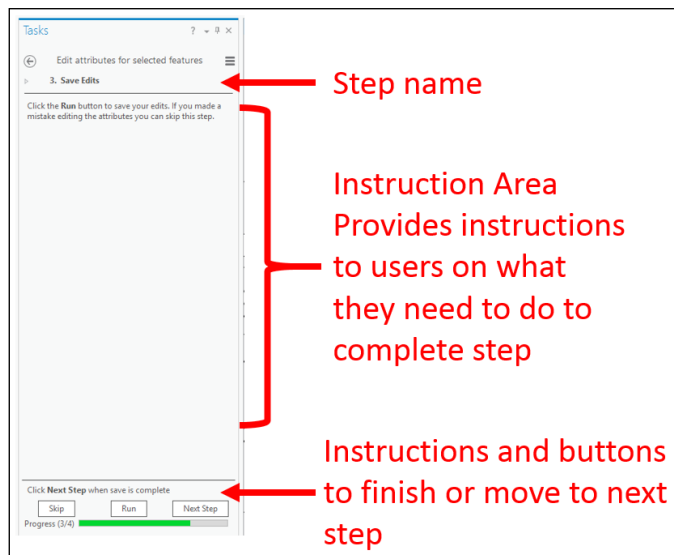 Tasks
Edit attributes for selected features
3. Save Edits
Step name
Click the Run button to save your edits. If you made a
mistake editing the attributes you can skip this step.
Instruction Area
Provides instructions
to users on what
they need to do to
complete step
Instructions and buttons
to finish or move to next
step
Click Next Step when save is complete
Skip Run Next Step
Progress (3/4)